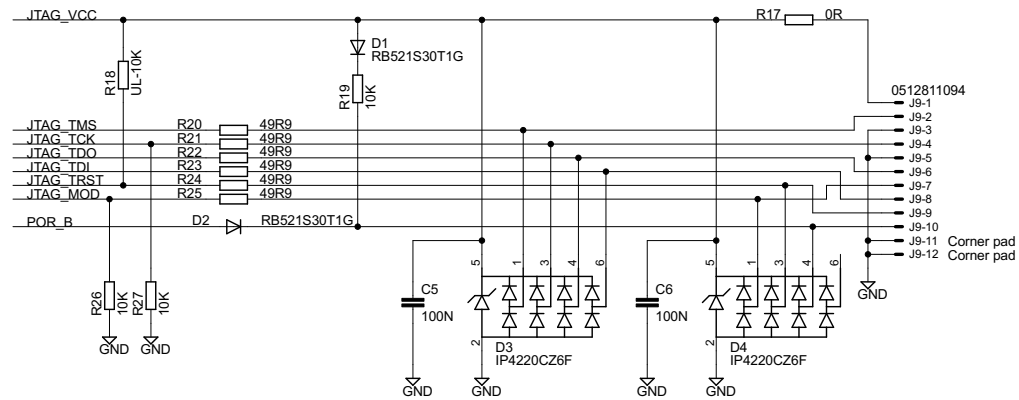 JTAG_VCC
R17 0R
D1
RB521S30T1G
R18
UL-10K
R19
10K
0512811094
J9-1
J9-2
J9-3
J9-4
J9-5
J9-6
J9-7
J9-8
J9-9
J9-10
J9-11 Corner pad
J9-12 Corner pad
GND
JTAG_TMS R20 49R9
JTAG_TCK R21 49R9
JTAG_TDO R22 49R9
JTAG_TDI R23 49R9
JTAG_TRST R24 49R9
JTAG_MOD R25 49R9
POR_B D2 RB521S30T1G
R26
10K
GND
R27
10K
GND
C5
100N
GND
5 1 3 4 6
2
D3
IP4220CZ6F
GND
C6
100N
GND
5 1 3 4 6
2
D4
IP4220CZ6F
GND